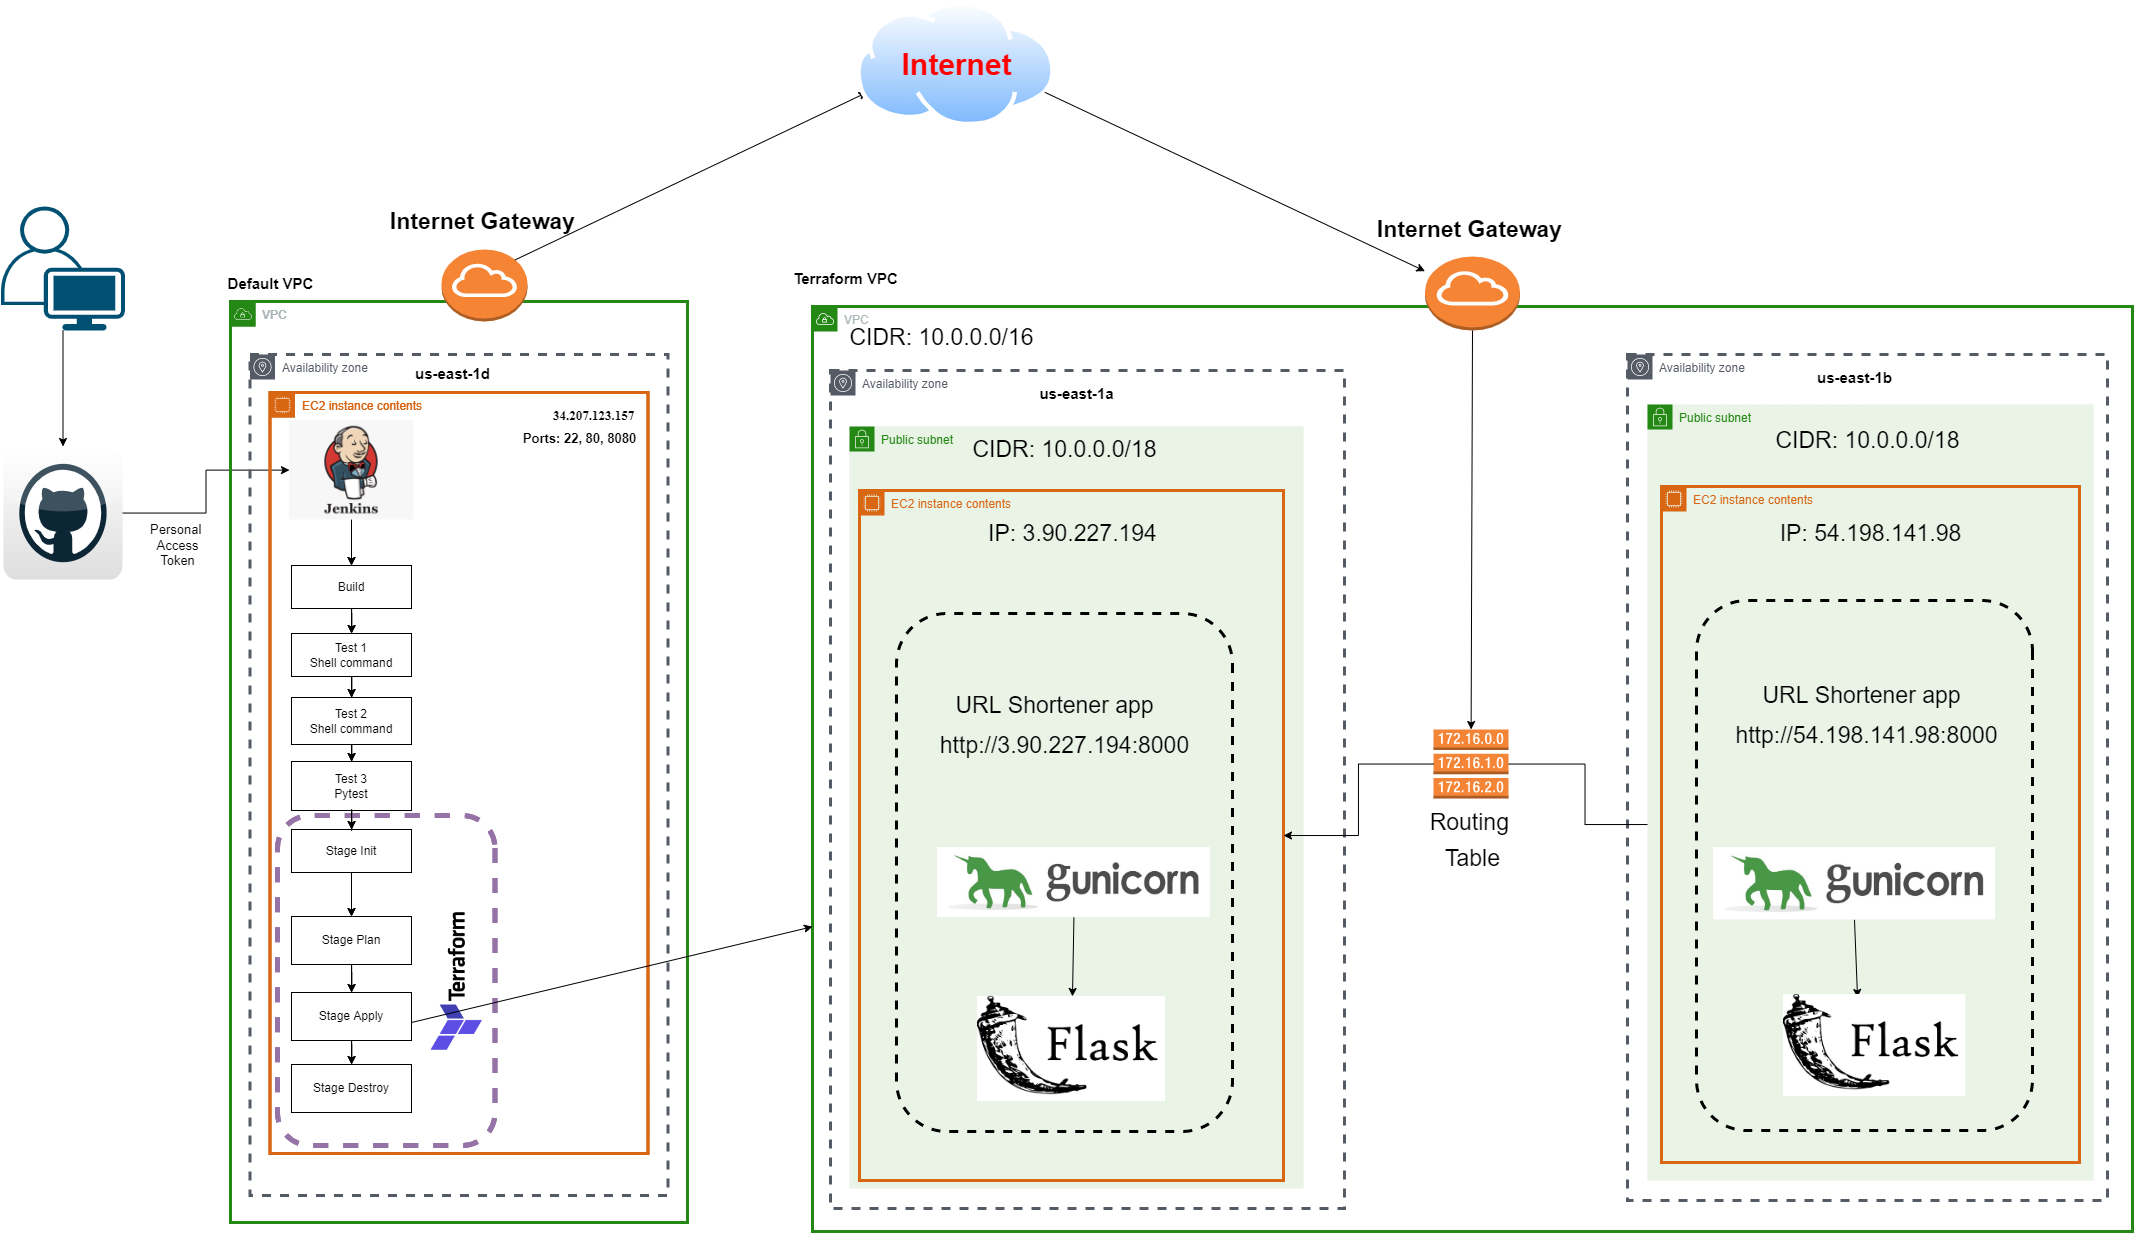 Internet
Internet Gateway
Internet Gateway
Default VPC
VPC
Availability zone
us-east-1d
EC2 instance contents
34.207.123.157
Ports: 22, 80, 8080
Jenkins
Personal
Access
Token
Build
Test 1
Shell command
Test 2
Shell command
Test 3
Pytest
Stage Init
Stage Plan
Stage Apply
Stage Destroy
Terraform
Terraform VPC
VPC
CIDR: 10.0.0.0/16
Availability zone
us-east-1a
Public subnet
CIDR: 10.0.0.0/18
EC2 instance contents
IP: 3.90.227.194
URL Shortener app
http://3.90.227.194:8000
gunicorn
Flask
172.16.0.0
172.16.1.0
172.16.2.0
Routing
Table
Availability zone
us-east-1b
Public subnet
CIDR: 10.0.0.0/18
EC2 instance contents
IP: 54.198.141.98
URL Shortener app
http://54.198.141.98:8000
gunicorn
Flask